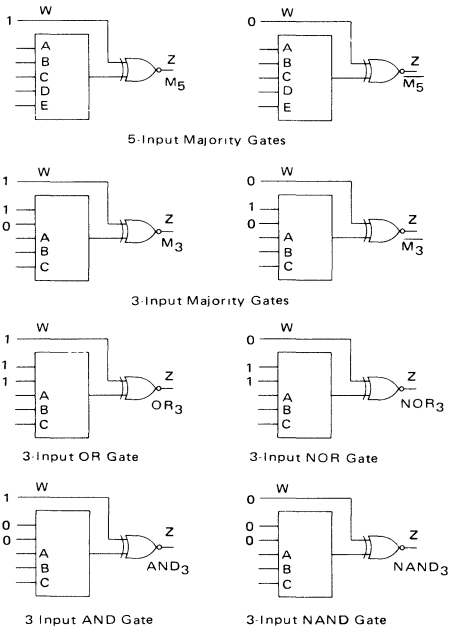 W W
1 0
A A
B B
C C
D D
E E
Z Z
M5 M̅5
5-Input Majority Gates
W W
1 0
1 1
0 0
A A
B B
C C
Z Z
M3 M̅3
3-Input Majority Gates
W W
1 0
1 1
1 1
A A
B B
C C
Z Z
OR3 NOR3
3-Input OR Gate 3-Input NOR Gate
W W
1 0
0 0
0 0
A A
B B
C C
Z Z
AND3 NAND3
3 Input AND Gate 3-Input NAND Gate